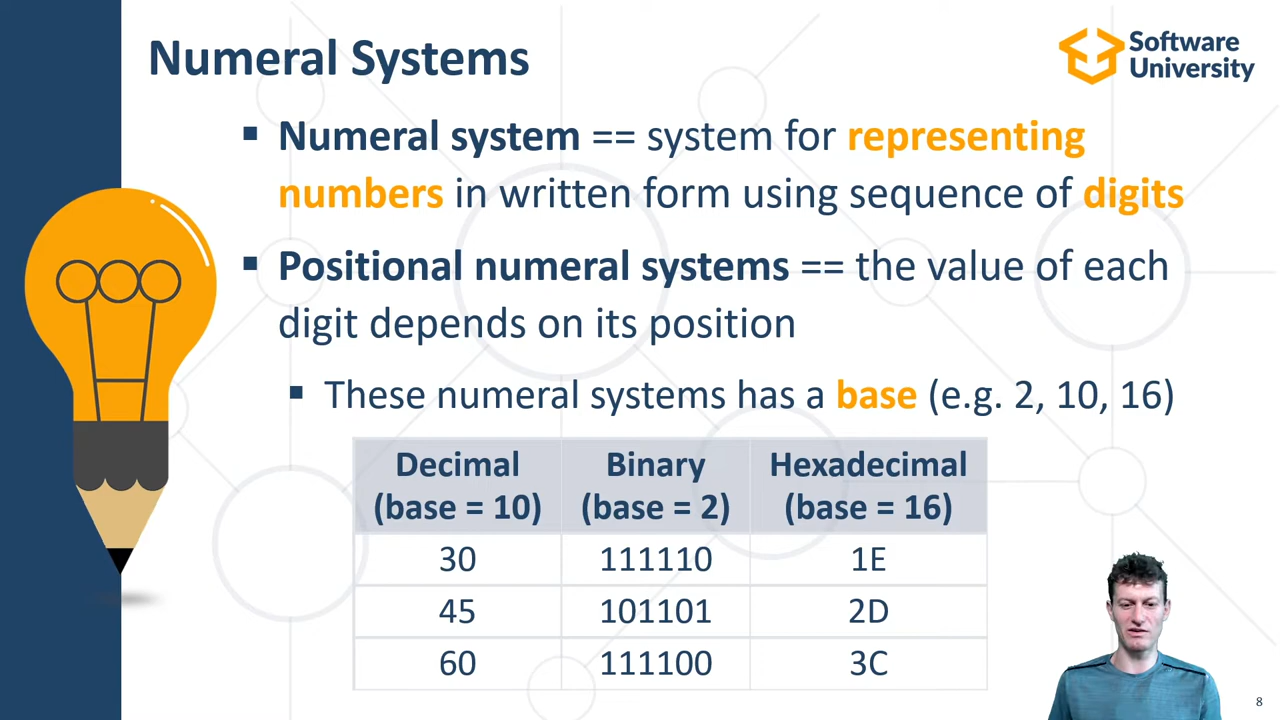 Numeral Systems
Software
University
▪ Numeral system == system for representing
numbers in written form using sequence of digits
▪ Positional numeral systems == the value of each
digit depends on its position
▪ These numeral systems has a base (e.g. 2, 10, 16)
Decimal (base = 10) Binary (base = 2) Hexadecimal (base = 16)
30 111110 1E
45 101101 2D
60 111100 3C
8